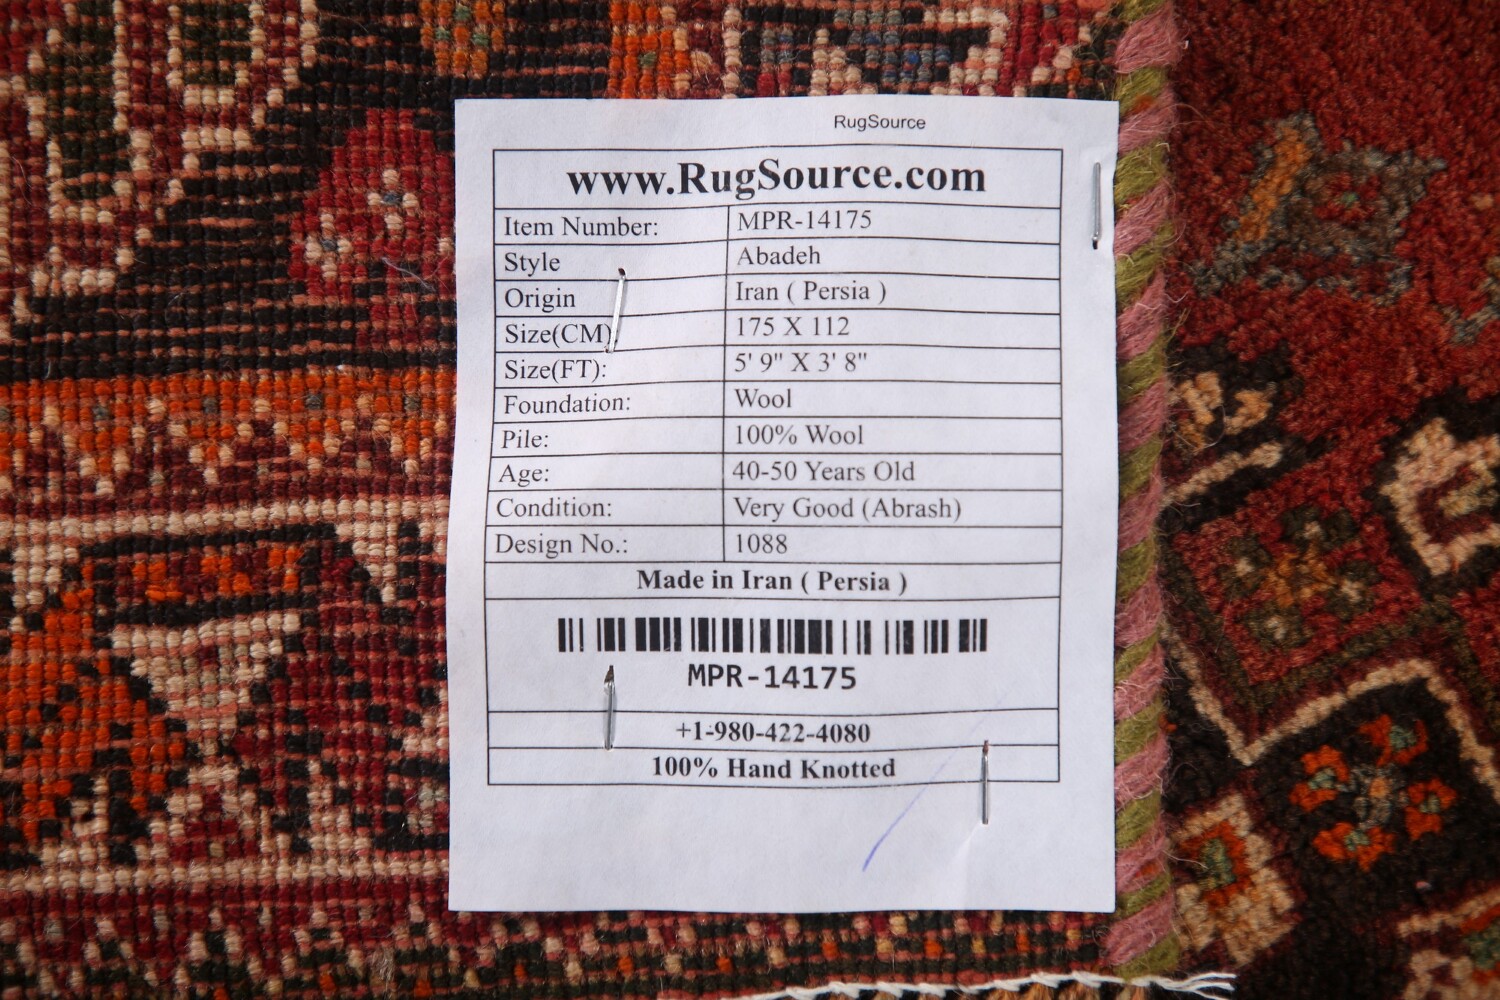 RugSource
www.RugSource.com
Item Number: MPR-14175
Style Abadeh
Origin Iran ( Persia )
Size(CM) 175 X 112
Size(FT): 5' 9" X 3' 8"
Foundation: Wool
Pile: 100% Wool
Age: 40-50 Years Old
Condition: Very Good (Abrash)
Design No.: 1088
Made in Iran ( Persia )
MPR-14175
+1-980-422-4080
100% Hand Knotted